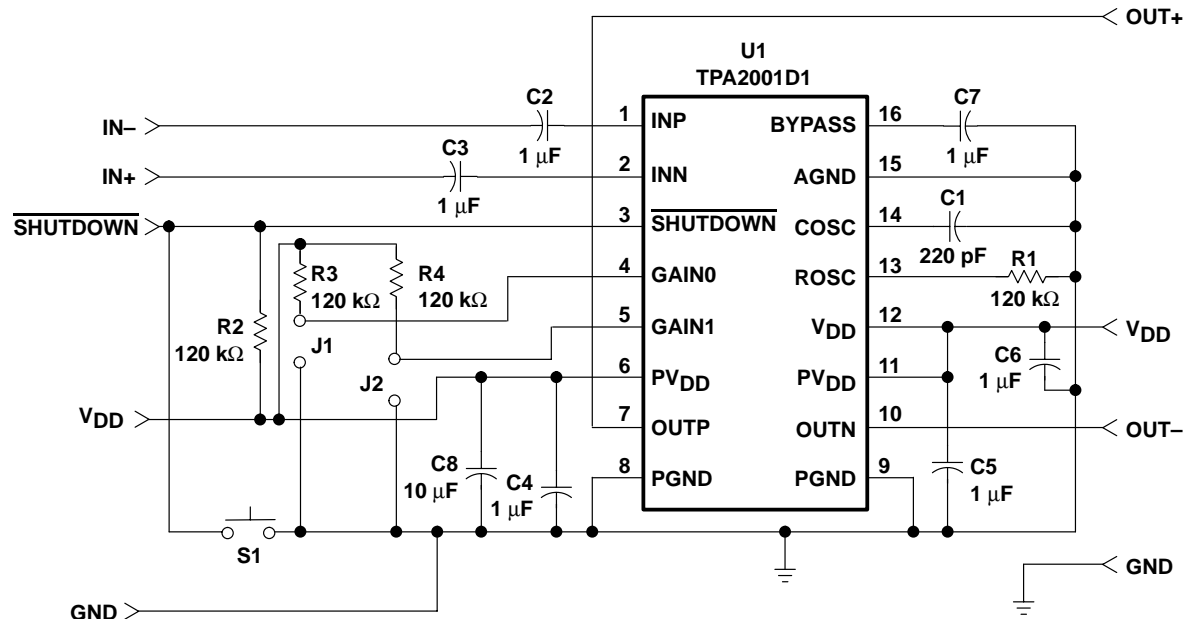 OUT+
U1
TPA2001D1
C2
IN–
1 µF
1
INP
BYPASS
16
C7
1 µF
C3
IN+
1 µF
2
INN
AGND
15
SHUTDOWN
3
SHUTDOWN
COSC
14
C1
220 pF
R3
120 kΩ
R4
120 kΩ
4
GAIN0
ROSC
13
R1
120 kΩ
R2
120 kΩ
J1
5
GAIN1
VDD
12
VDD
J2
6
PVDD
PVDD
11
C6
1 µF
VDD
7
OUTP
OUTN
10
OUT–
C8
10 µF
C4
1 µF
8
PGND
PGND
9
C5
1 µF
S1
GND
GND